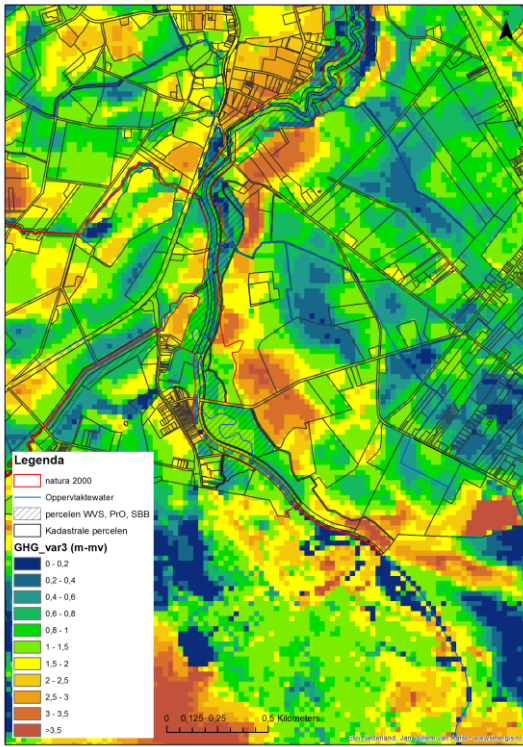 N
Legenda
natura 2000
Oppervlaktewater
percelen WVS, PrO, SBB
Kadastrale percelen
GHG_var3 (m-mv)
0 - 0,2
0,2 - 0,4
0,4 - 0,6
0,6 - 0,8
0,8 - 1
1 - 1,5
1,5 - 2
2 - 2,5
2,5 - 3
3 - 3,5
>3,5
0 0,125 0,25 0,5 Kilometers